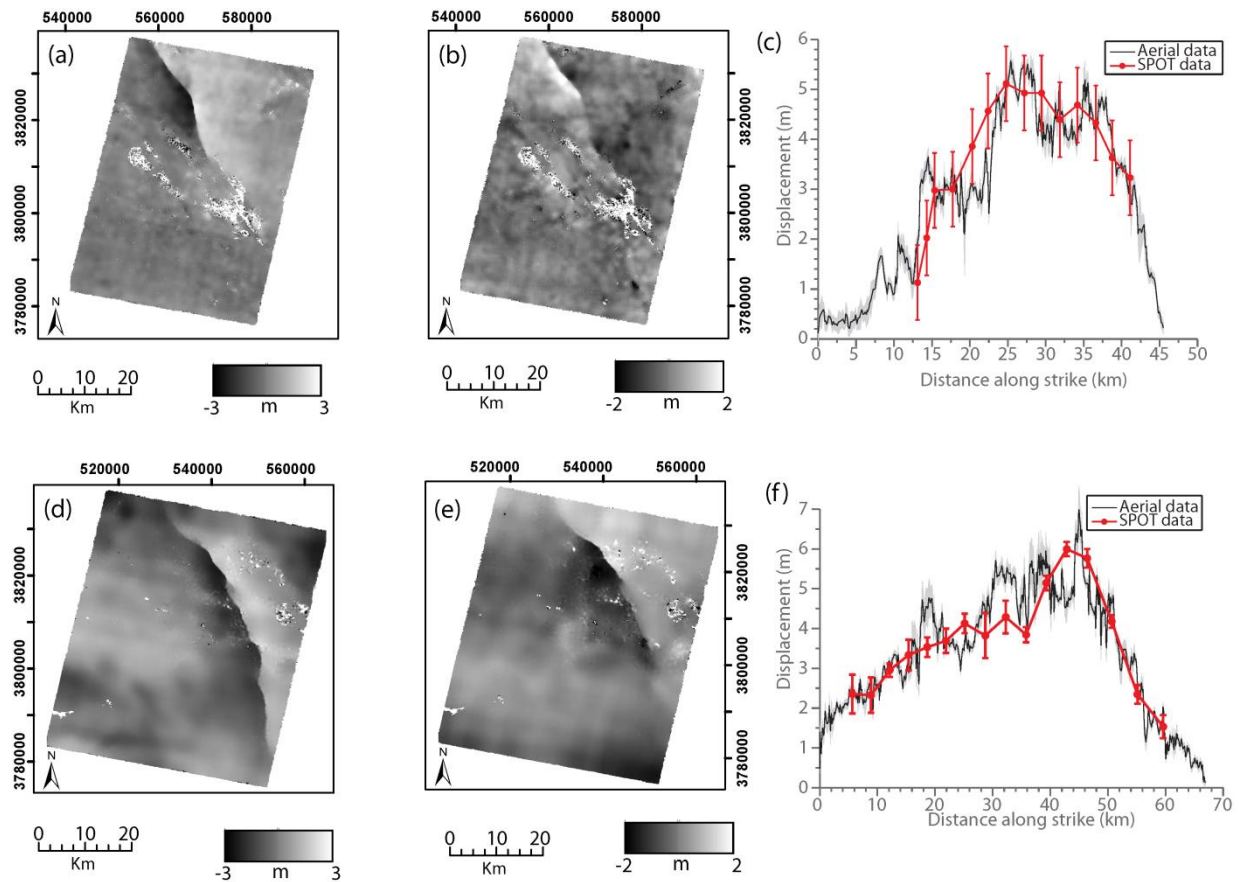 540000 560000 580000
(a)
3820000
3800000
3780000
N
0 10 20
Km
-3 m 3
540000 560000 580000
(b)
3820000
3800000
3780000
N
0 10 20
Km
-2 m 2
(c)
Aerial data
SPOT data
Displacement (m)
6
5
4
3
2
1
0
0 5 10 15 20 25 30 35 40 45 50
Distance along strike (km)
520000 540000 560000
(d)
3820000
3800000
3780000
N
0 10 20
Km
-3 m 3
520000 540000 560000
(e)
3820000
3800000
3780000
N
0 10 20
Km
-2 m 2
(f)
Aerial data
SPOT data
Displacement (m)
7
6
5
4
3
2
1
0
0 10 20 30 40 50 60 70
Distance along strike (km)